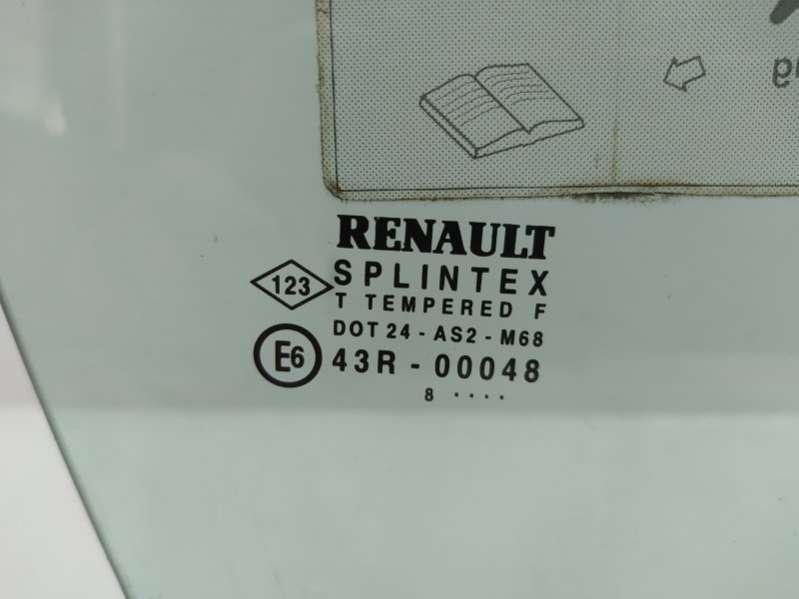 RENAULT
123
SPLINTEX
T TEMPERED F
DOT 24 - AS2 - M68
E6
43R - 00048
8 ....